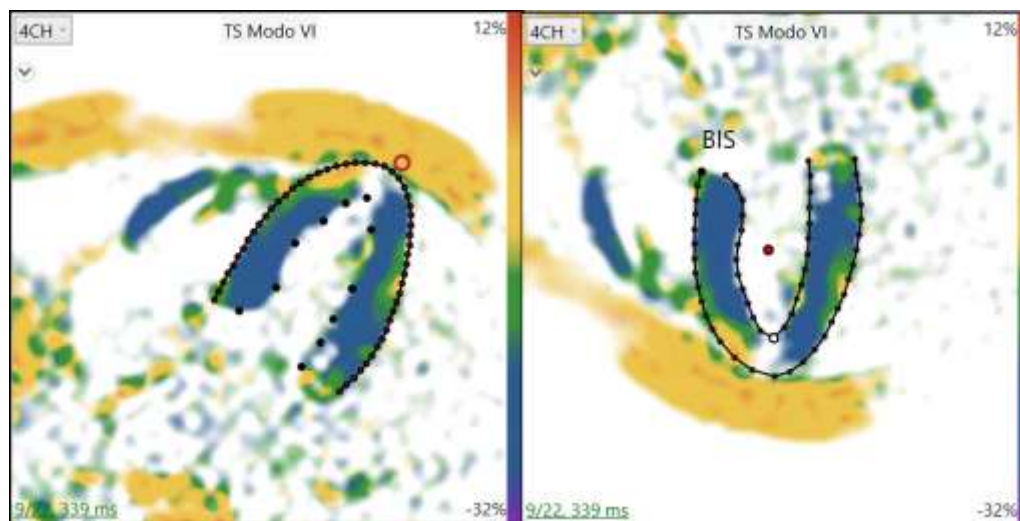 4CH
TS Modo VI
12%
9/22, 339 ms
-32%
4CH
TS Modo VI
12%
BIS
9/22, 339 ms
-32%